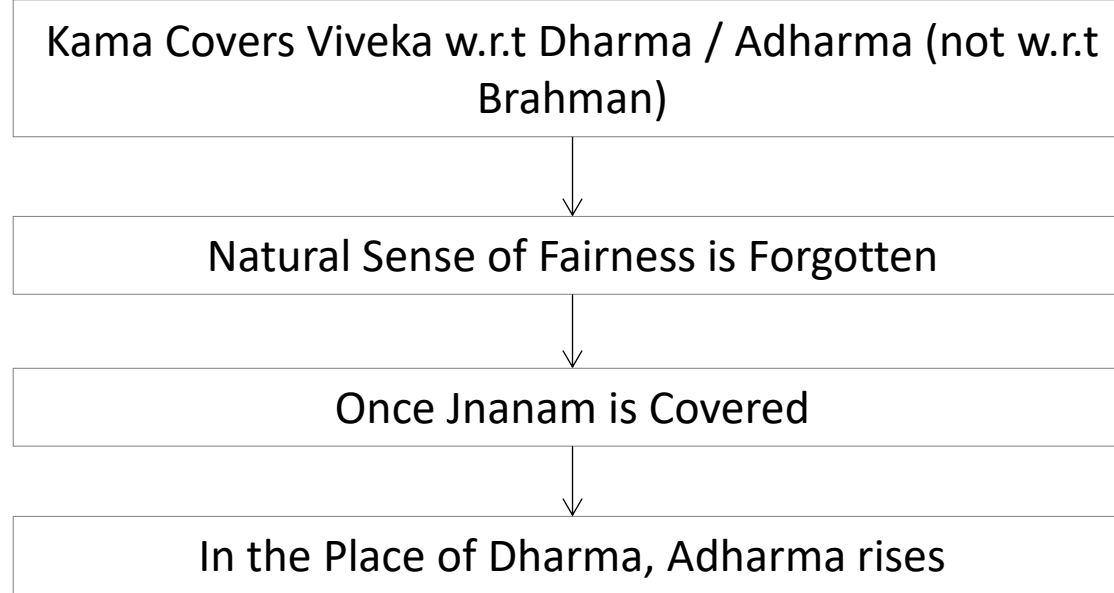 Kama Covers Viveka w.r.t Dharma / Adharma (not w.r.t
Brahman)
Natural Sense of Fairness is Forgotten
Once Jnanam is Covered
In the Place of Dharma, Adharma rises